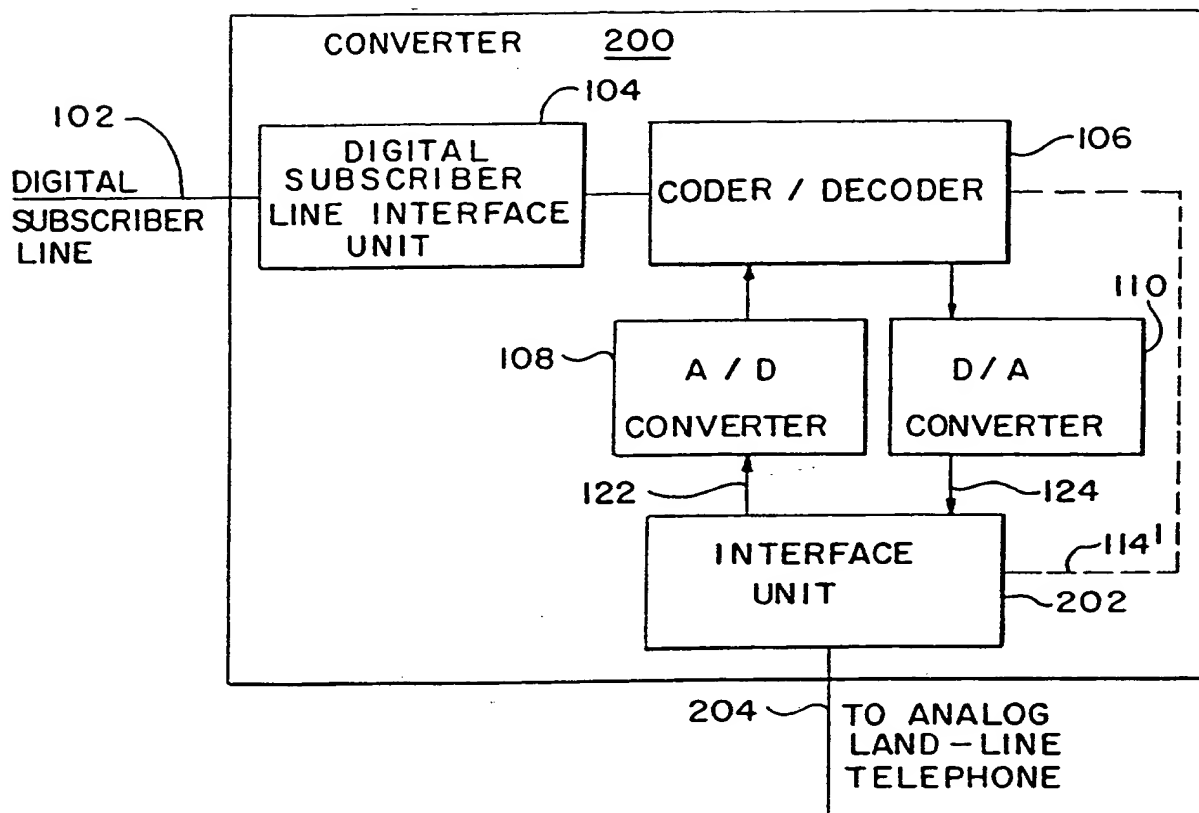 CONVERTER 200
102
104
DIGITAL
SUBSCRIBER
LINE
DIGITAL
SUBSCRIBER
LINE INTERFACE
UNIT
CODER / DECODER
106
108
A / D
CONVERTER
D/A
CONVERTER
110
122
124
INTERFACE
UNIT
114'
202
204
TO ANALOG
LAND-LINE
TELEPHONE